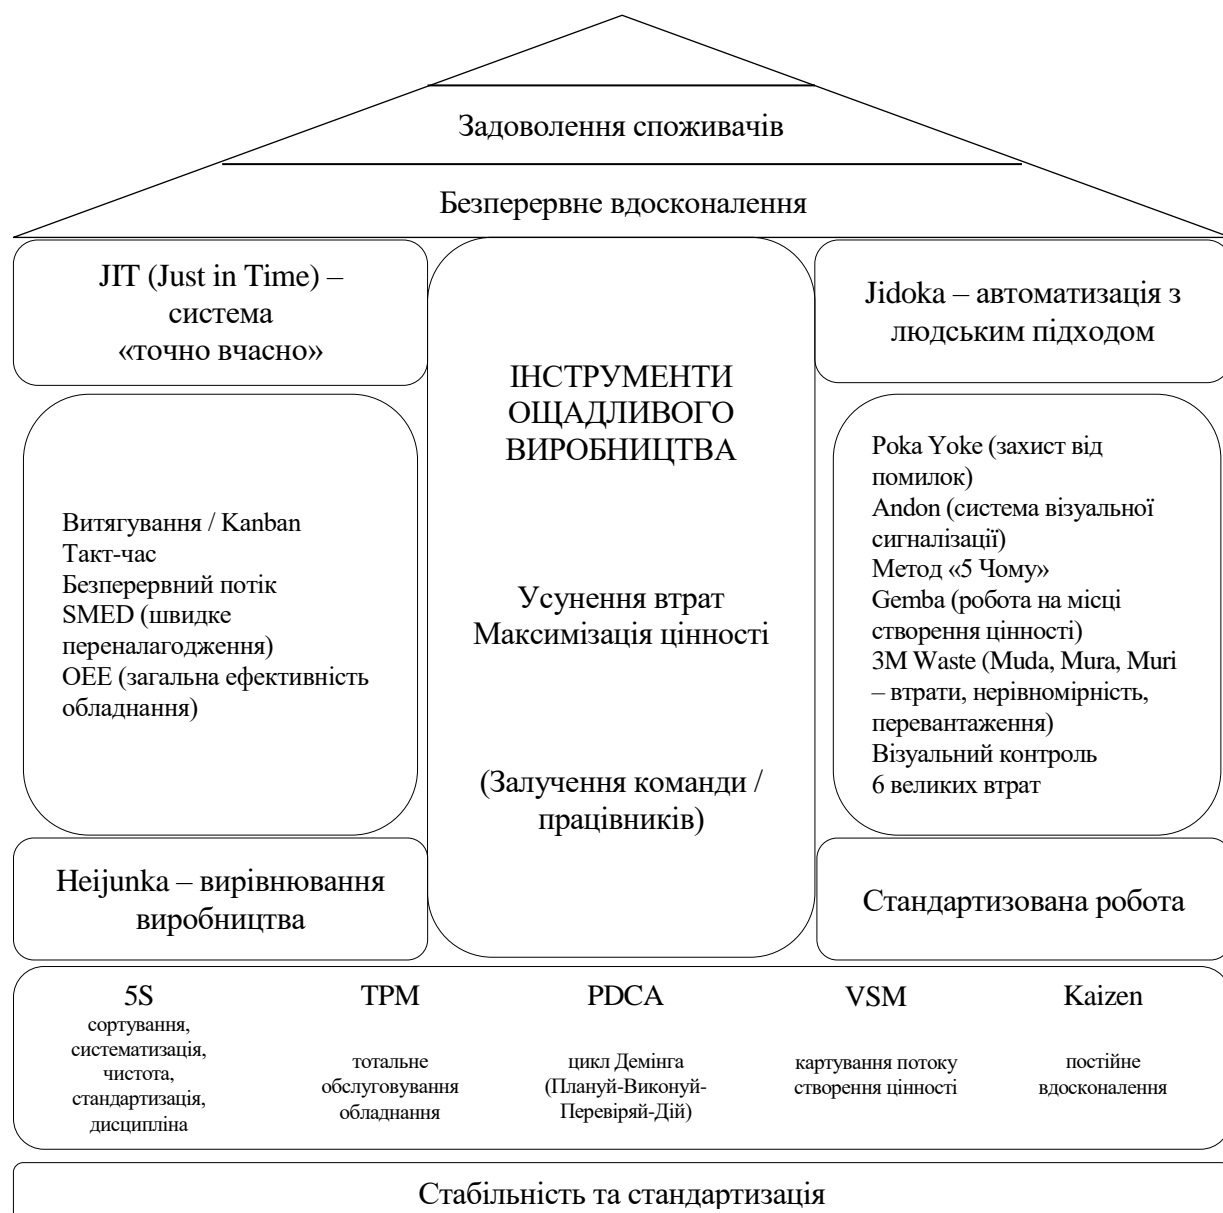 Задоволення споживачів
Безперервне вдосконалення
JIT (Just in Time) –
система
«точно вчасно»
Витягування / Kanban
Такт-час
Безперервний потік
SMED (швидке
переналагодження)
OEE (загальна ефективність
обладнання)
Heijunka – вирівнювання
виробництва
ІНСТРУМЕНТИ
ОЩАДЛИВОГО
ВИРОБНИЦТВА
Усунення втрат
Максимізація цінності
(Залучення команди /
працівників)
Jidoka – автоматизація з
людським підходом
Poka Yoke (захист від
помилок)
Andon (система візуальної
сигналізації)
Метод «5 Чому»
Gemba (робота на місці
створення цінності)
3M Waste (Muda, Mura, Muri
– втрати, нерівномірність,
перевантаження)
Візуальний контроль
6 великих втрат
Стандартизована робота
5S
сортування,
систематизація,
чистота,
стандартизація,
дисципліна
TPM
тотальне
обслуговування
обладнання
PDCA
цикл Демінга
(Плануй-Виконуй-
Перевіряй-Дій)
VSM
картування потоку
створення цінності
Kaizen
постійне
вдосконалення
Стабільність та стандартизація